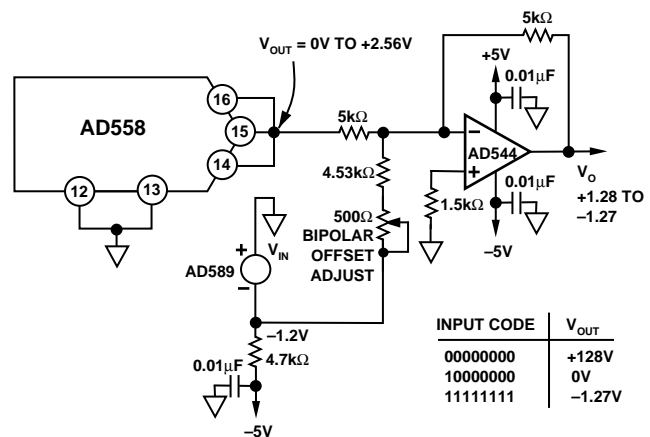 5kΩ
V_OUT = 0V TO +2.56V
+5V
0.01µF
16
AD558
15
5kΩ
–
AD544
14
4.53kΩ
+
V_O
+1.28 TO
–1.27
12
13
0.01µF
500Ω
BIPOLAR
OFFSET
ADJUST
1.5kΩ
+
V_IN
AD589
–
–5V
–1.2V
4.7kΩ
0.01µF
–5V
INPUT CODE V_OUT
00000000 +128V
10000000 0V
11111111 –1.27V